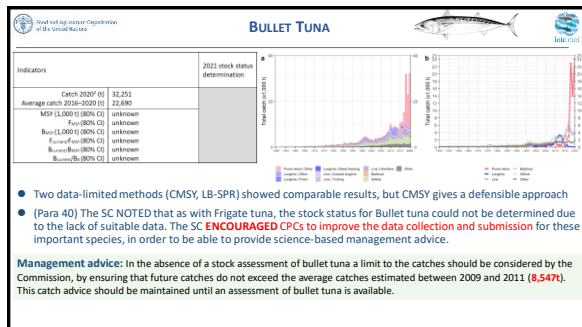 Food and Agriculture Organization
of the United Nations
BULLET TUNA
iotc ctoi
Indicators
2021 stock status
determination
Catch 2020² (t) 32,251
Average catch 2016–2020 (t) 22,690
MSY (1,000 t) (80% CI) unknown
FMSY (80% CI) unknown
BMSY (1,000 t) (80% CI) unknown
Fcurrent/FMSY (80% CI) unknown
Bcurrent/BMSY (80% CI) unknown
Bcurrent/B0 (80% CI) unknown
a
b
Total catch (x1,000 t)
Total catch (x1,000 t)
● Two data-limited methods (CMSY, LB-SPR) showed comparable results, but CMSY gives a defensible approach
● (Para 40) The SC NOTED that as with Frigate tuna, the stock status for Bullet tuna could not be determined due
to the lack of suitable data. The SC ENCOURAGED CPCs to improve the data collection and submission for these
important species, in order to be able to provide science-based management advice.
Management advice: In the absence of a stock assessment of bullet tuna a limit to the catches should be considered by the
Commission, by ensuring that future catches do not exceed the average catches estimated between 2009 and 2011 (8,547t).
This catch advice should be maintained until an assessment of bullet tuna is available.